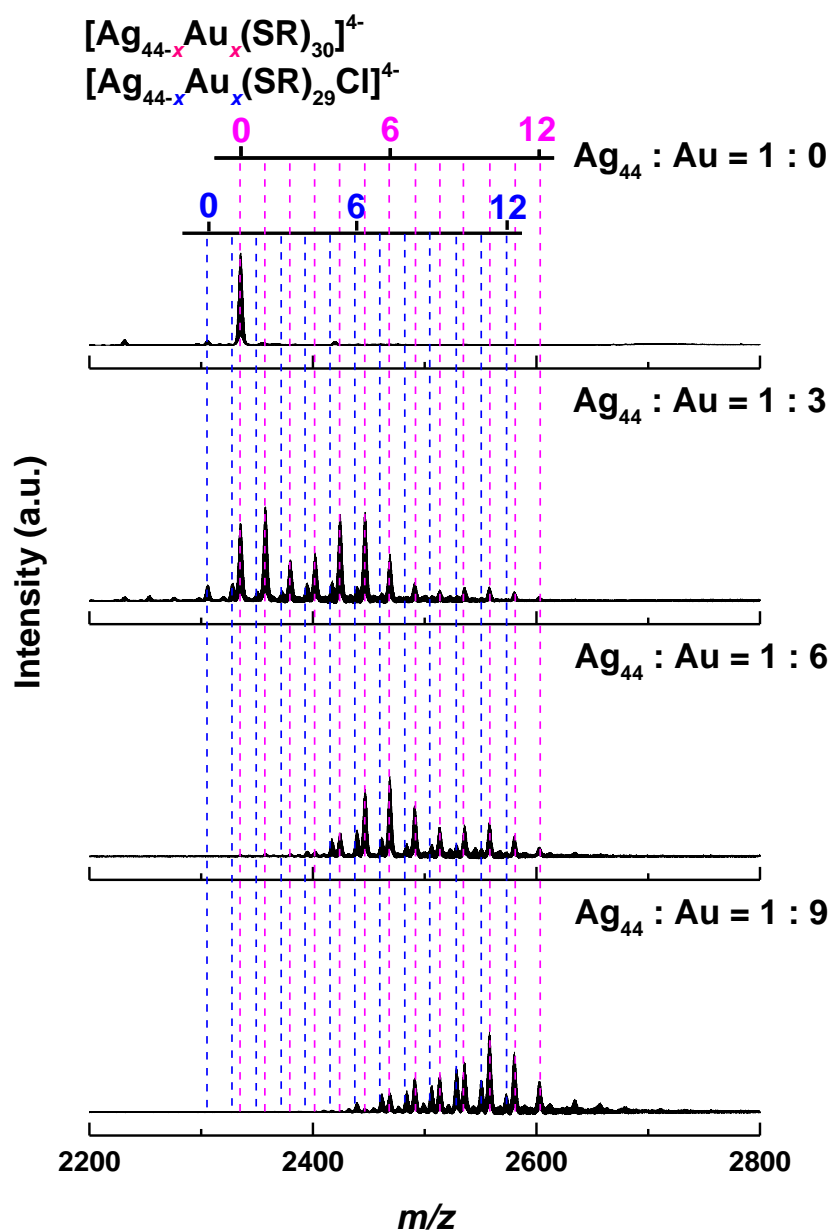 [Ag44-xAux(SR)30]4-
[Ag44-xAux(SR)29Cl]4-
0 6 12
Ag44 : Au = 1 : 0
0 6 12
Ag44 : Au = 1 : 3
Ag44 : Au = 1 : 6
Ag44 : Au = 1 : 9
Intensity (a.u.)
2200 2400 2600 2800
m/z